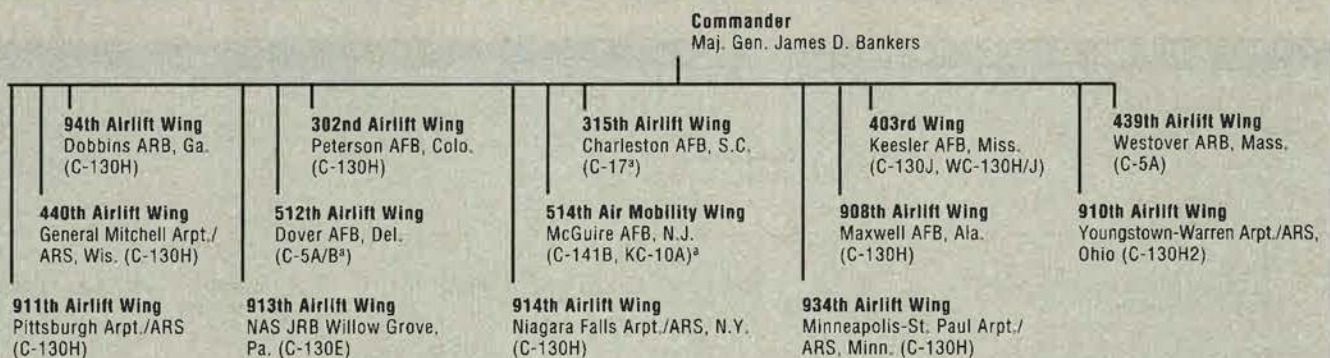 Commander
Maj. Gen. James D. Bankers
94th Airlift Wing
Dobbins ARB, Ga.
(C-130H)
302nd Airlift Wing
Peterson AFB, Colo.
(C-130H)
315th Airlift Wing
Charleston AFB, S.C.
(C-17ª)
403rd Wing
Keesler AFB, Miss.
(C-130J, WC-130H/J)
439th Airlift Wing
Westover ARB, Mass.
(C-5A)
440th Airlift Wing
General Mitchell Arpt./
ARS, Wis. (C-130H)
512th Airlift Wing
Dover AFB, Del.
(C-5A/Bª)
514th Air Mobility Wing
McGuire AFB, N.J.
(C-141B, KC-10A)ª
908th Airlift Wing
Maxwell AFB, Ala.
(C-130H)
910th Airlift Wing
Youngstown-Warren Arpt./ARS,
Ohio (C-130H2)
911th Airlift Wing
Pittsburgh Arpt./ARS
(C-130H)
913th Airlift Wing
NAS JRB Willow Grove,
Pa. (C-130E)
914th Airlift Wing
Niagara Falls Arpt./ARS, N.Y.
(C-130H)
934th Airlift Wing
Minneapolis-St. Paul Arpt./
ARS, Minn. (C-130H)